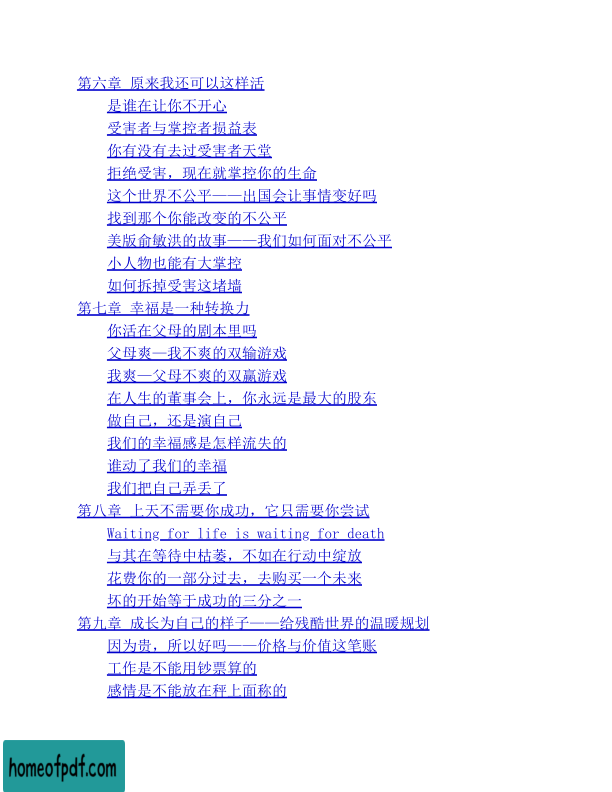 第六章 原来我还可以这样活
是谁在让你不开心
受害者与掌控者损益表
你有没有去过受害者天堂
拒绝受害，现在就掌控你的生命
这个世界不公平——出国会让事情变好吗
找到那个你能改变的不公平
美版俞敏洪的故事——我们如何面对不公平
小人物也能有大掌控
如何拆掉受害这堵墙
第七章 幸福是一种转换力
你活在父母的剧本里吗
父母爽—我不爽的双输游戏
我爽—父母不爽的双赢游戏
在人生的董事会上，你永远是最大的股东
做自己，还是演自己
我们的幸福感是怎样流失的
谁动了我们的幸福
我们把自己弄丢了
第八章 上天不需要你成功，它只需要你尝试
Waiting for life is waiting for death
与其在等待中枯萎，不如在行动中绽放
花费你的一部分过去，去购买一个未来
坏的开始等于成功的三分之一
第九章 成长为自己的样子——给残酷世界的温暖规划
因为贵，所以好吗——价格与价值这笔账
工作是不能用钞票算的
感情是不能放在秤上面称的
homeofpdf.com